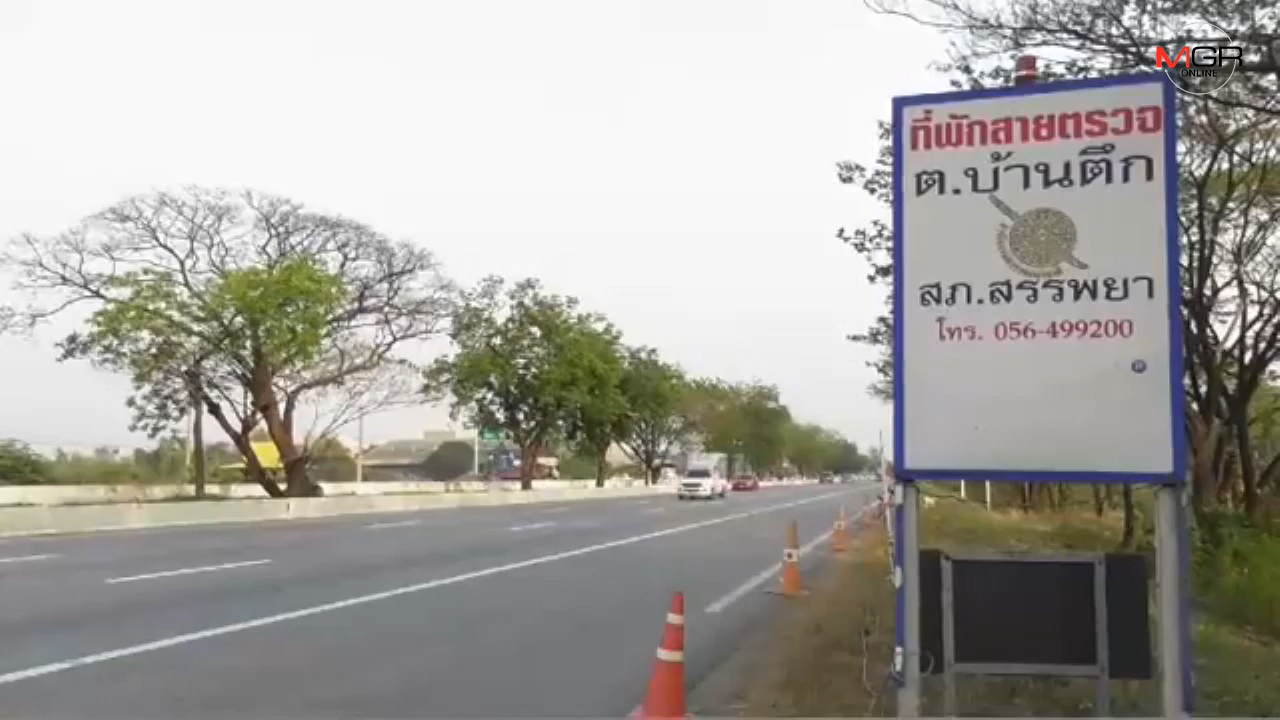 MGR
ONLINE
ที่พักสายตรวจ
ต.บ้านตึก
สภ.สรรพยา
โทร. 056-499200